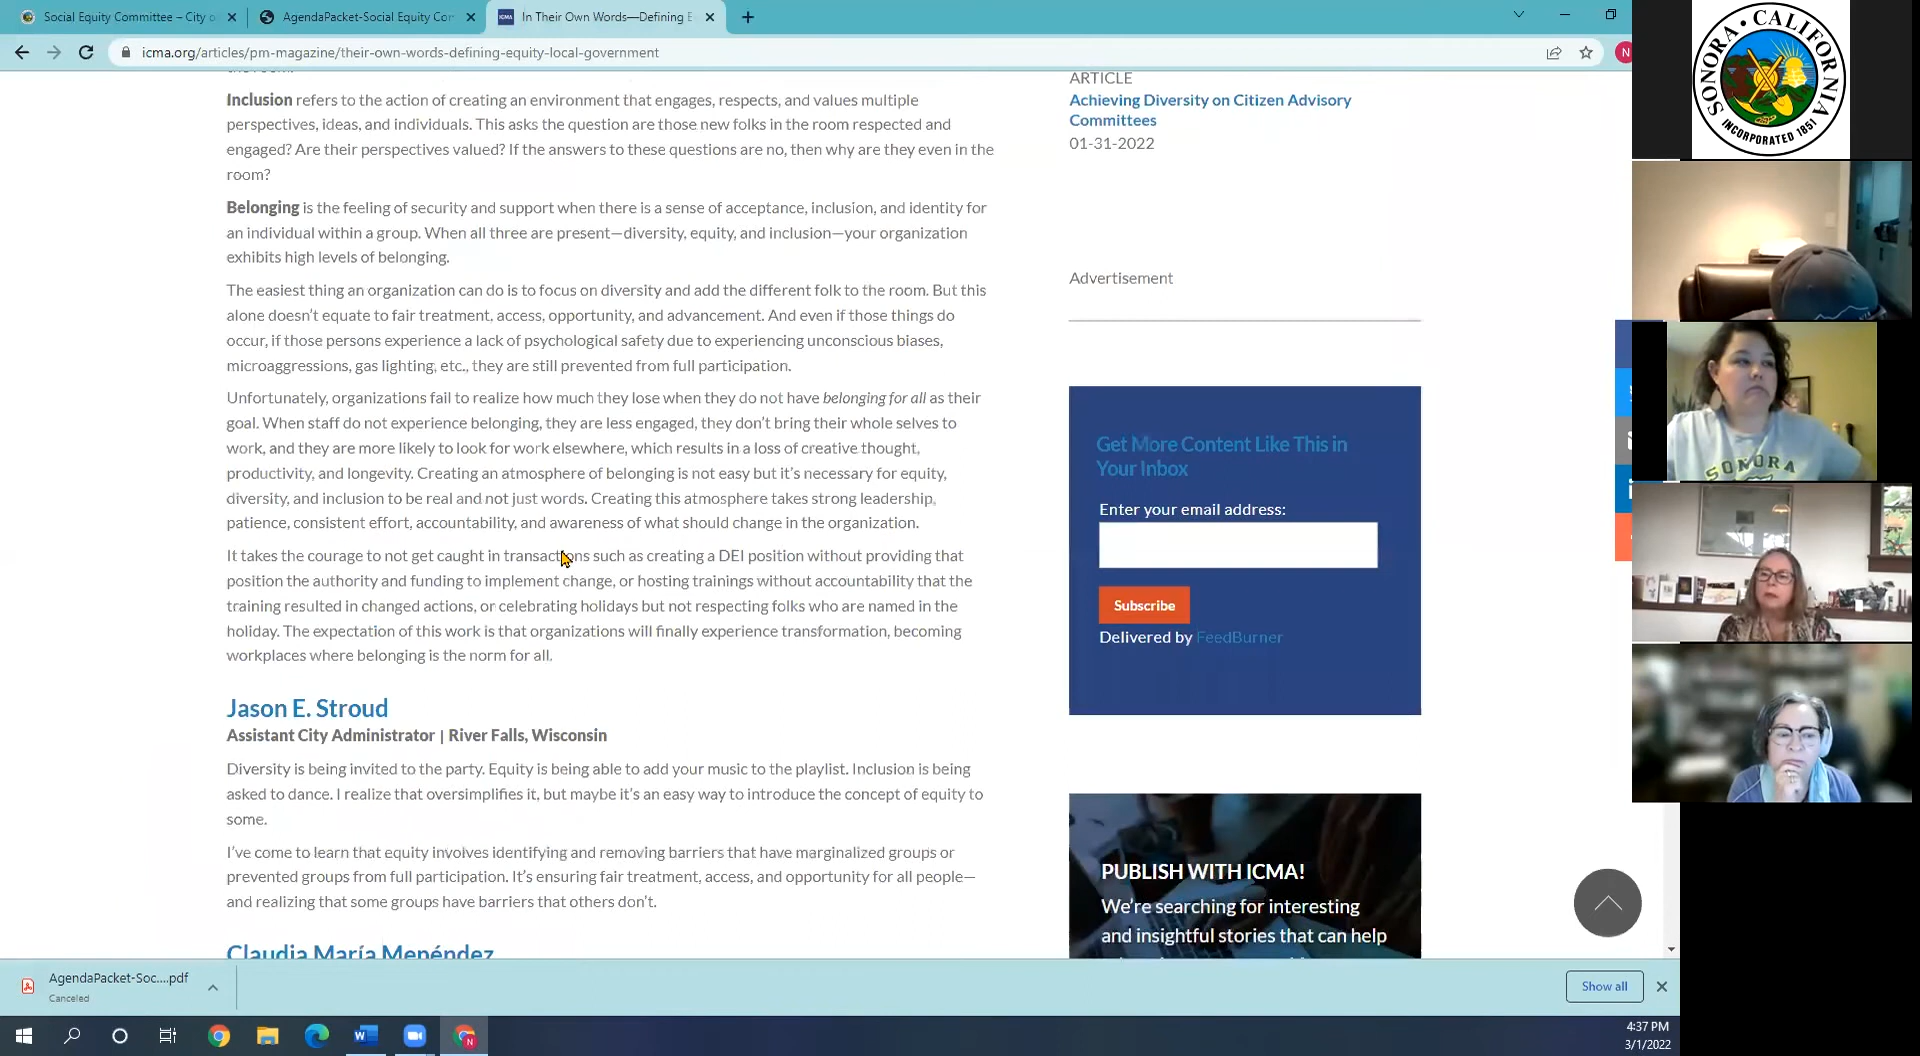 Social Equity Committee – City o
AgendaPacket-Social Equity Cor
In Their Own Words—Defining E
icma.org/articles/pm-magazine/their-own-words-defining-equity-local-government
N
Inclusion refers to the action of creating an environment that engages, respects, and values multiple
perspectives, ideas, and individuals. This asks the question are those new folks in the room respected and
engaged? Are their perspectives valued? If the answers to these questions are no, then why are they even in the
room?
Belonging is the feeling of security and support when there is a sense of acceptance, inclusion, and identity for
an individual within a group. When all three are present—diversity, equity, and inclusion—your organization
exhibits high levels of belonging.
The easiest thing an organization can do is to focus on diversity and add the different folk to the room. But this
alone doesn't equate to fair treatment, access, opportunity, and advancement. And even if those things do
occur, if those persons experience a lack of psychological safety due to experiencing unconscious biases,
microaggressions, gas lighting, etc., they are still prevented from full participation.
Unfortunately, organizations fail to realize how much they lose when they do not have belonging for all as their
goal. When staff do not experience belonging, they are less engaged, they don't bring their whole selves to
work, and they are more likely to look for work elsewhere, which results in a loss of creative thought,
productivity, and longevity. Creating an atmosphere of belonging is not easy but it's necessary for equity,
diversity, and inclusion to be real and not just words. Creating this atmosphere takes strong leadership,
patience, consistent effort, accountability, and awareness of what should change in the organization.
It takes the courage to not get caught in transactions such as creating a DEI position without providing that
position the authority and funding to implement change, or hosting trainings without accountability that the
training resulted in changed actions, or celebrating holidays but not respecting folks who are named in the
holiday. The expectation of this work is that organizations will finally experience transformation, becoming
workplaces where belonging is the norm for all.
Jason E. Stroud
Assistant City Administrator | River Falls, Wisconsin
Diversity is being invited to the party. Equity is being able to add your music to the playlist. Inclusion is being
asked to dance. I realize that oversimplifies it, but maybe it's an easy way to introduce the concept of equity to
some.
I've come to learn that equity involves identifying and removing barriers that have marginalized groups or
prevented groups from full participation. It's ensuring fair treatment, access, and opportunity for all people—
and realizing that some groups have barriers that others don't.
Claudia María Menéndez
ARTICLE
Achieving Diversity on Citizen Advisory
Committees
01-31-2022
Advertisement
Get More Content Like This in
Your Inbox
Enter your email address:
Subscribe
Delivered by FeedBurner
PUBLISH WITH ICMA!
We're searching for interesting
and insightful stories that can help
SONORA, CALIFORNIA
INCORPORATED 1851
SONORA
AgendaPacket-Soc....pdf
Canceled
Show all
4:37 PM
3/1/2022